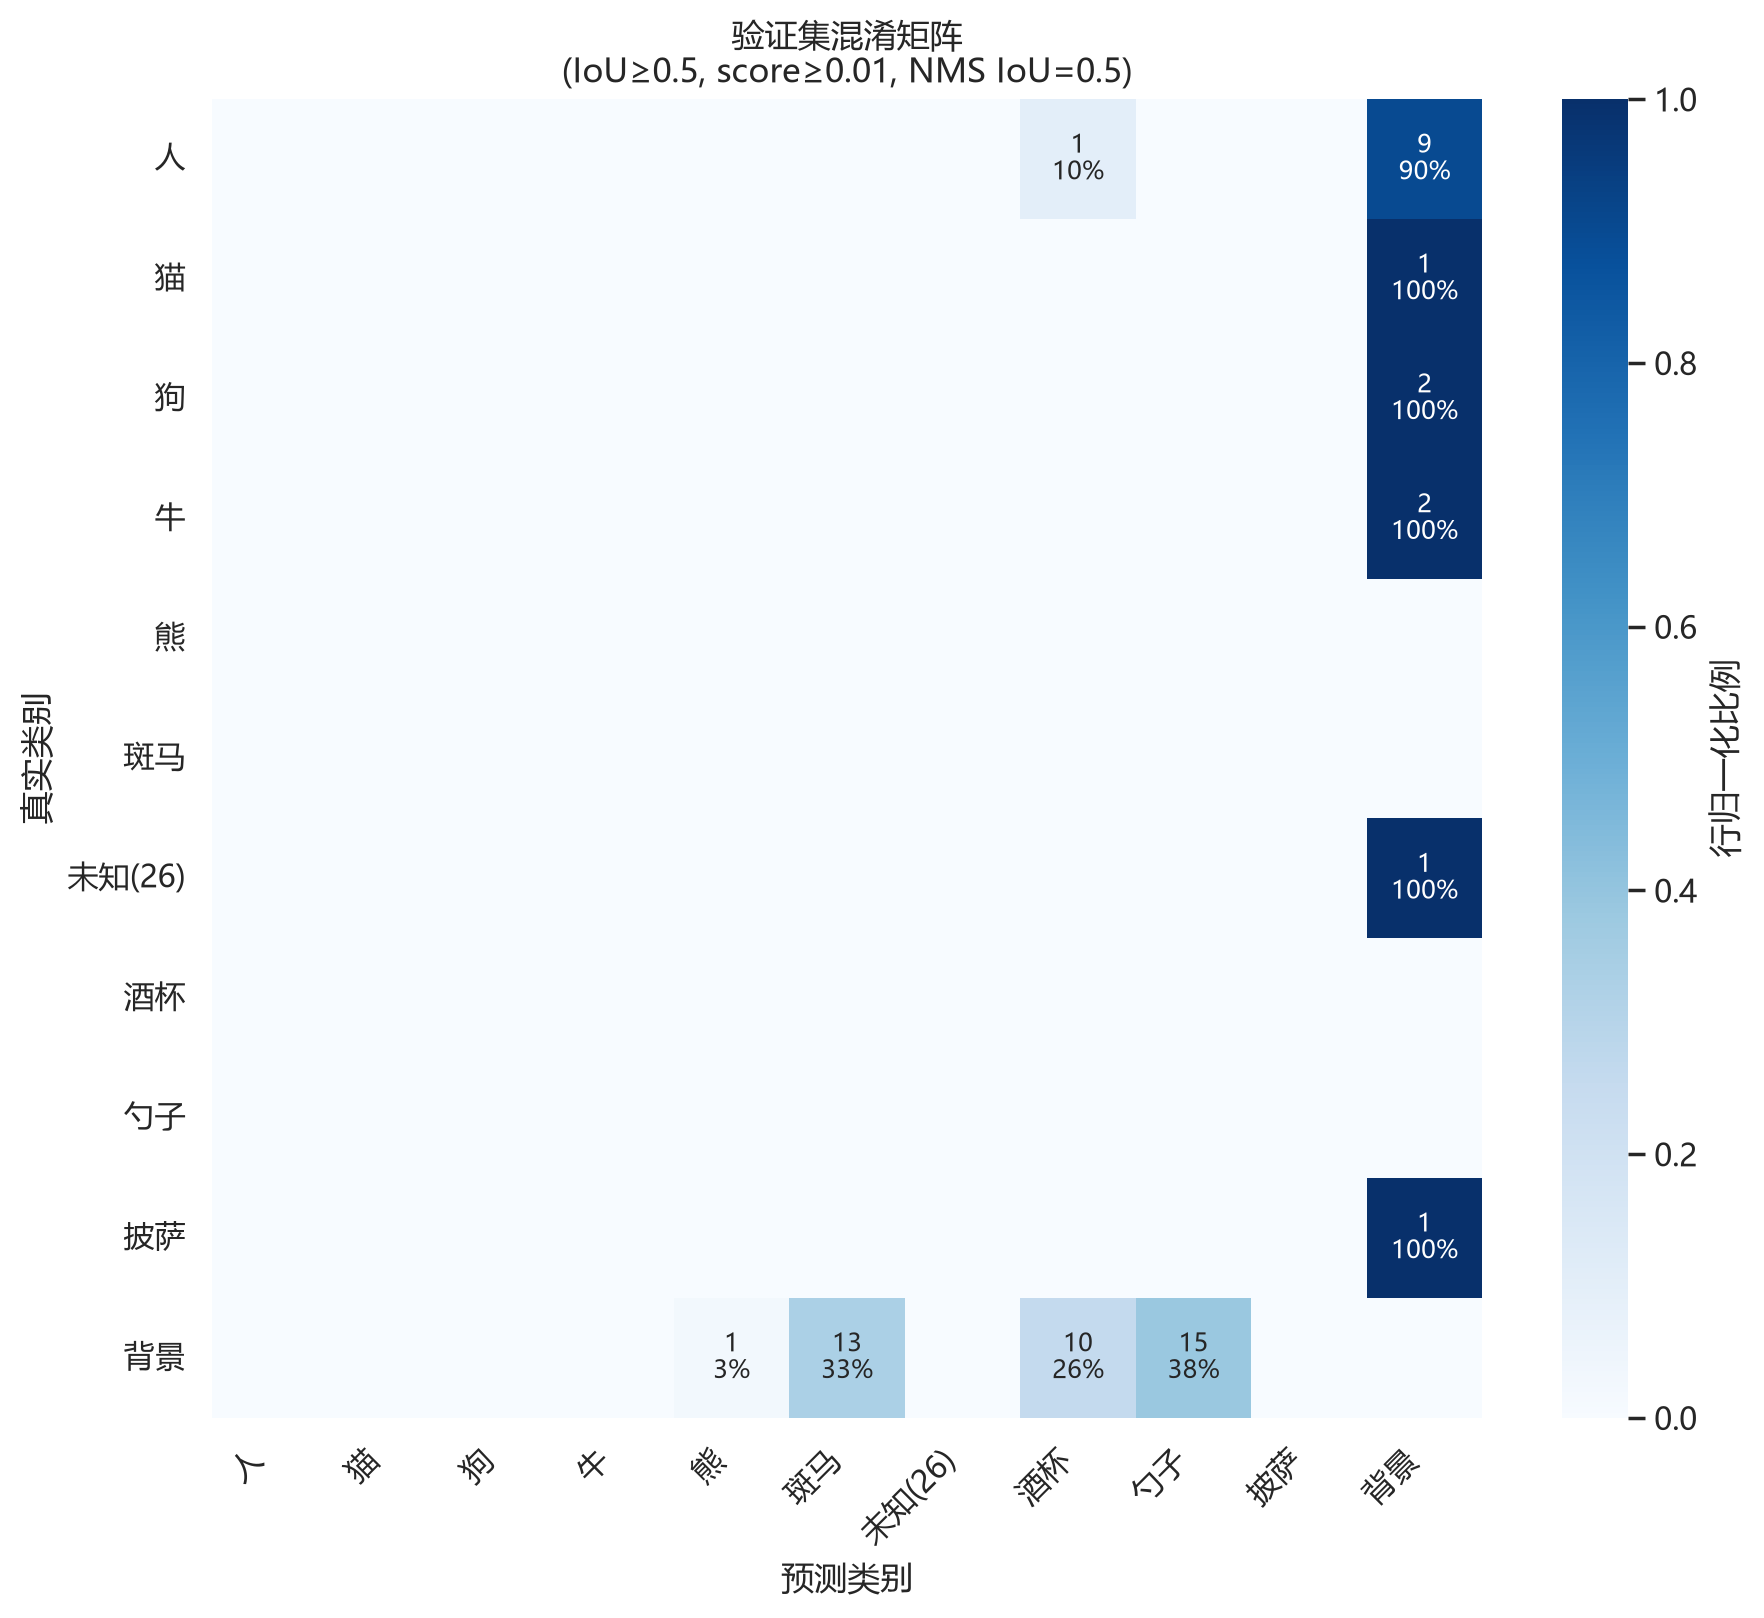 验证集混淆矩阵
(IoU≥0.5, score≥0.01, NMS IoU=0.5)
真实类别
人
猫
狗
牛
熊
斑马
未知(26)
酒杯
勺子
披萨
背景
1
10%
9
90%
1
100%
2
100%
2
100%
1
100%
1
100%
1
3%
13
33%
10
26%
15
38%
人
猫
狗
牛
熊
斑马
未知(26)
酒杯
勺子
披萨
背景
预测类别
1.0
0.8
0.6
0.4
0.2
0.0
行归一化比例